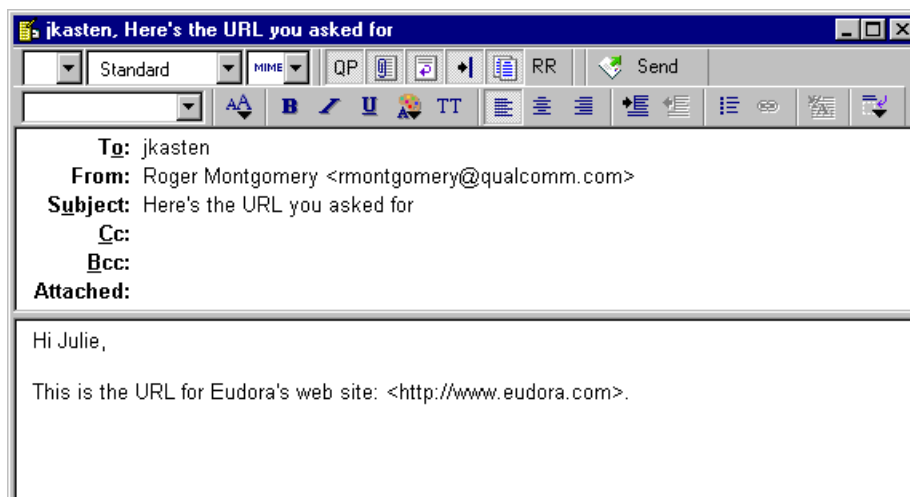 jkasten, Here's the URL you asked for
Standard MIME QP RR Send
A AA B I U A TT A
To: jkasten
From: Roger Montgomery <rmontgomery@qualcomm.com>
Subject: Here's the URL you asked for
Cc:
Bcc:
Attached:
Hi Julie,
This is the URL for Eudora's web site: <http://www.eudora.com>.